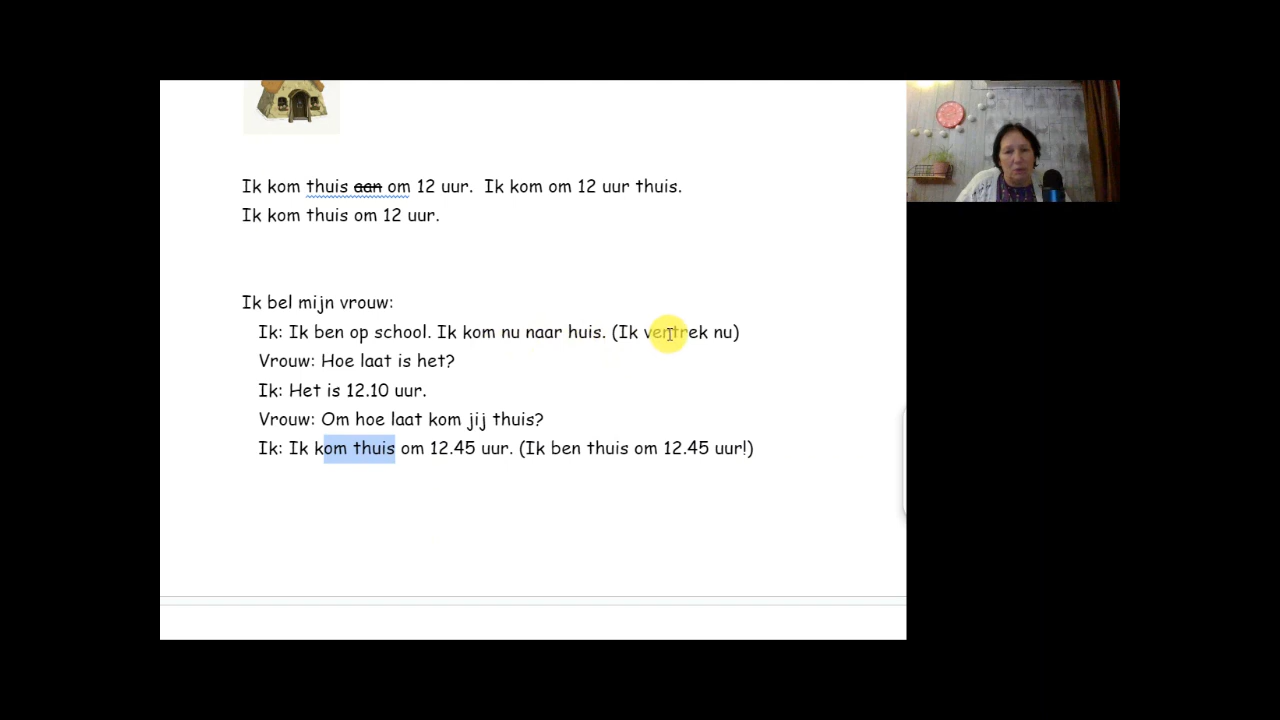 Ik kom thuis aan om 12 uur. Ik kom om 12 uur thuis.
Ik kom thuis om 12 uur.
Ik bel mijn vrouw:
Ik: Ik ben op school. Ik kom nu naar huis. (Ik vertrek nu)
Vrouw: Hoe laat is het?
Ik: Het is 12.10 uur.
Vrouw: Om hoe laat kom jij thuis?
Ik: Ik kom thuis om 12.45 uur. (Ik ben thuis om 12.45 uur!)